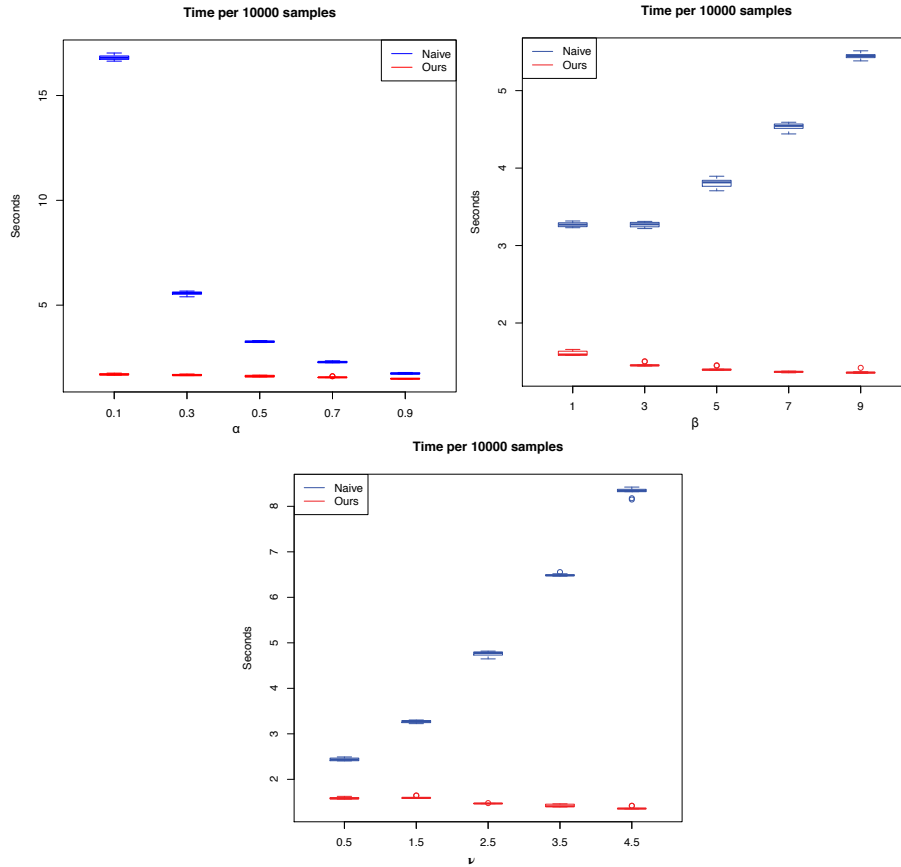 Time per 10000 samples
Naive
Ours
Seconds
15
10
5
0.1 0.3 0.5 0.7 0.9
α
Time per 10000 samples
Naive
Ours
Seconds
5
4
3
2
1 3 5 7 9
β
Time per 10000 samples
Naive
Ours
Seconds
8
7
6
5
4
3
2
0.5 1.5 2.5 3.5 4.5
ν